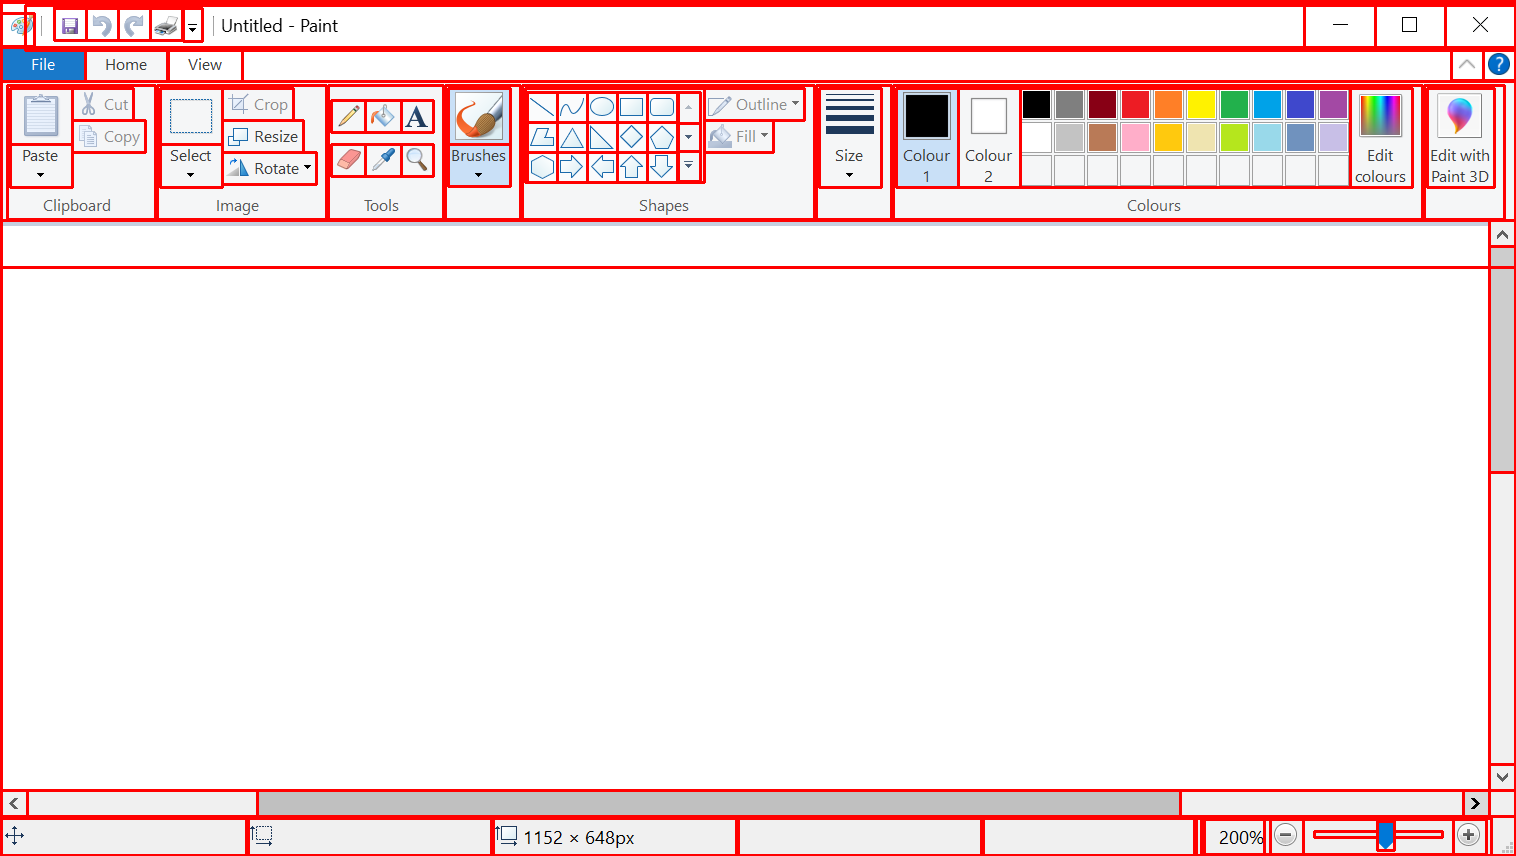 Untitled - Paint
File Home View
Paste
Cut
Copy
Clipboard
Select
Crop
Resize
Rotate
Image
A
Tools
Brushes
Outline
Fill
Shapes
Size
Colour
1
Colour
2
Edit
colours
Colours
Edit with
Paint 3D
1152 × 648px
200%